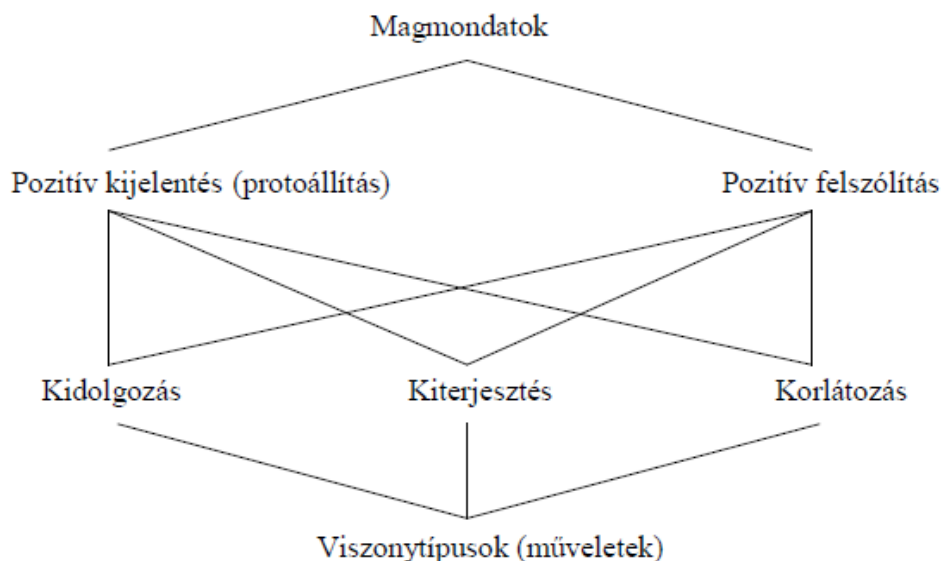 Magmondatok
Pozitív kijelentés (protoállítás) Pozitív felszólítás
Kidolgozás Kiterjesztés Korlátozás
Viszonytípusok (műveletek)